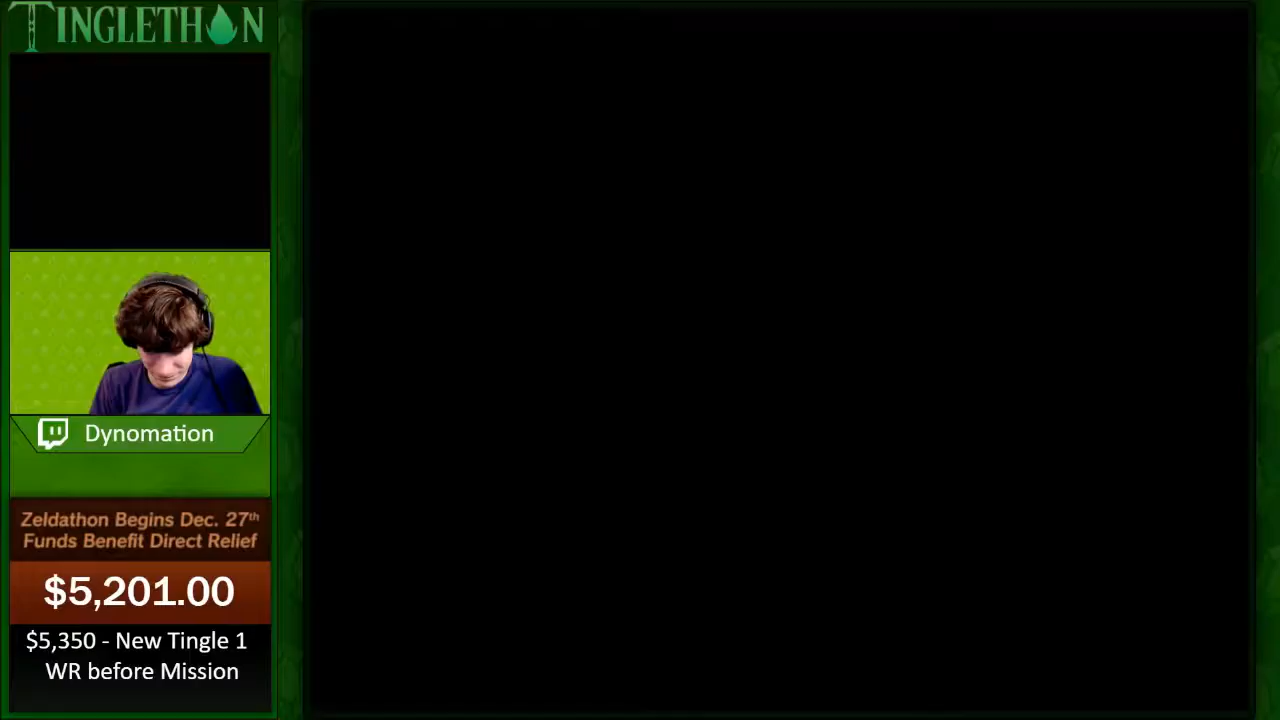 TINGLETHON
Dynomation
Zeldathon Begins Dec. 27th
Funds Benefit Direct Relief
$5,201.00
$5,350 - New Tingle 1
WR before Mission